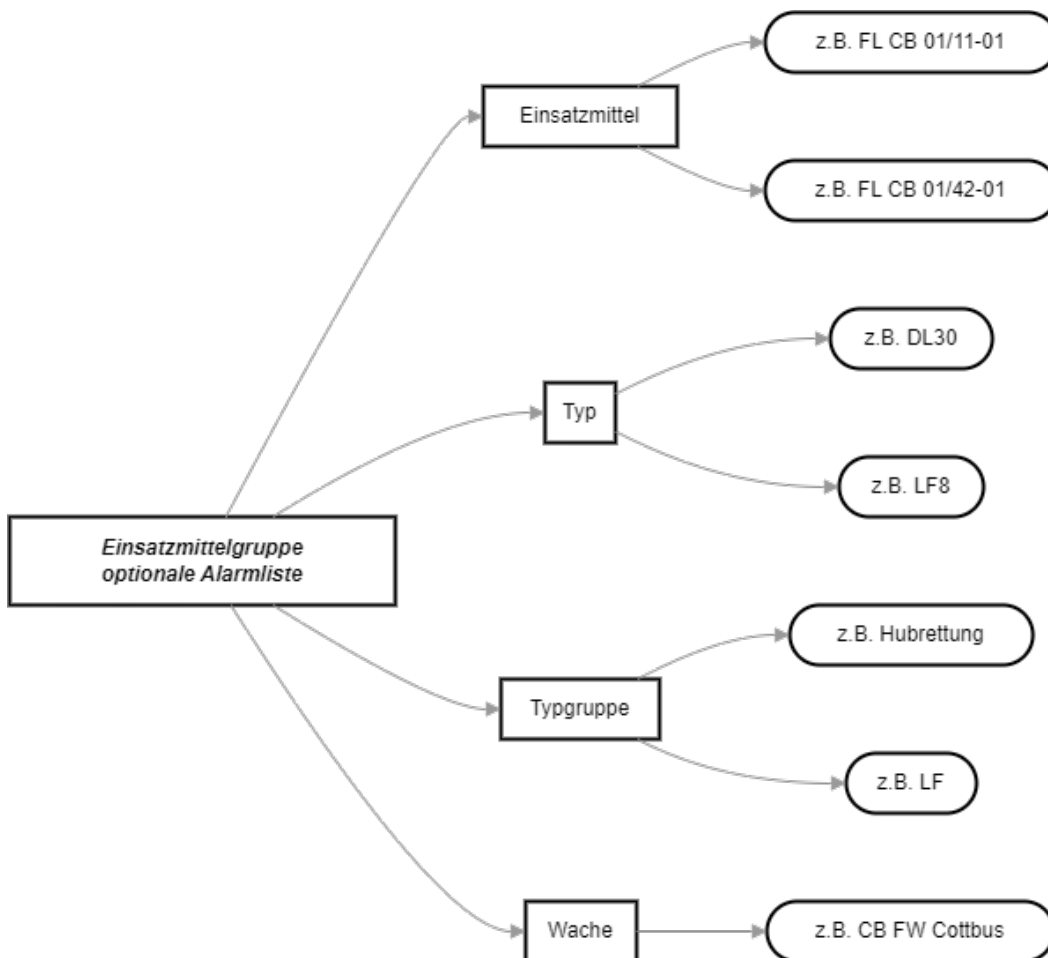 z.B. FL CB 01/11-01
Einsatzmittel
z.B. FL CB 01/42-01
z.B. DL30
Typ
z.B. LF8
Einsatzmittelgruppe
optionale Alarmliste
z.B. Hubrettung
Typgruppe
z.B. LF
Wache
z.B. CB FW Cottbus